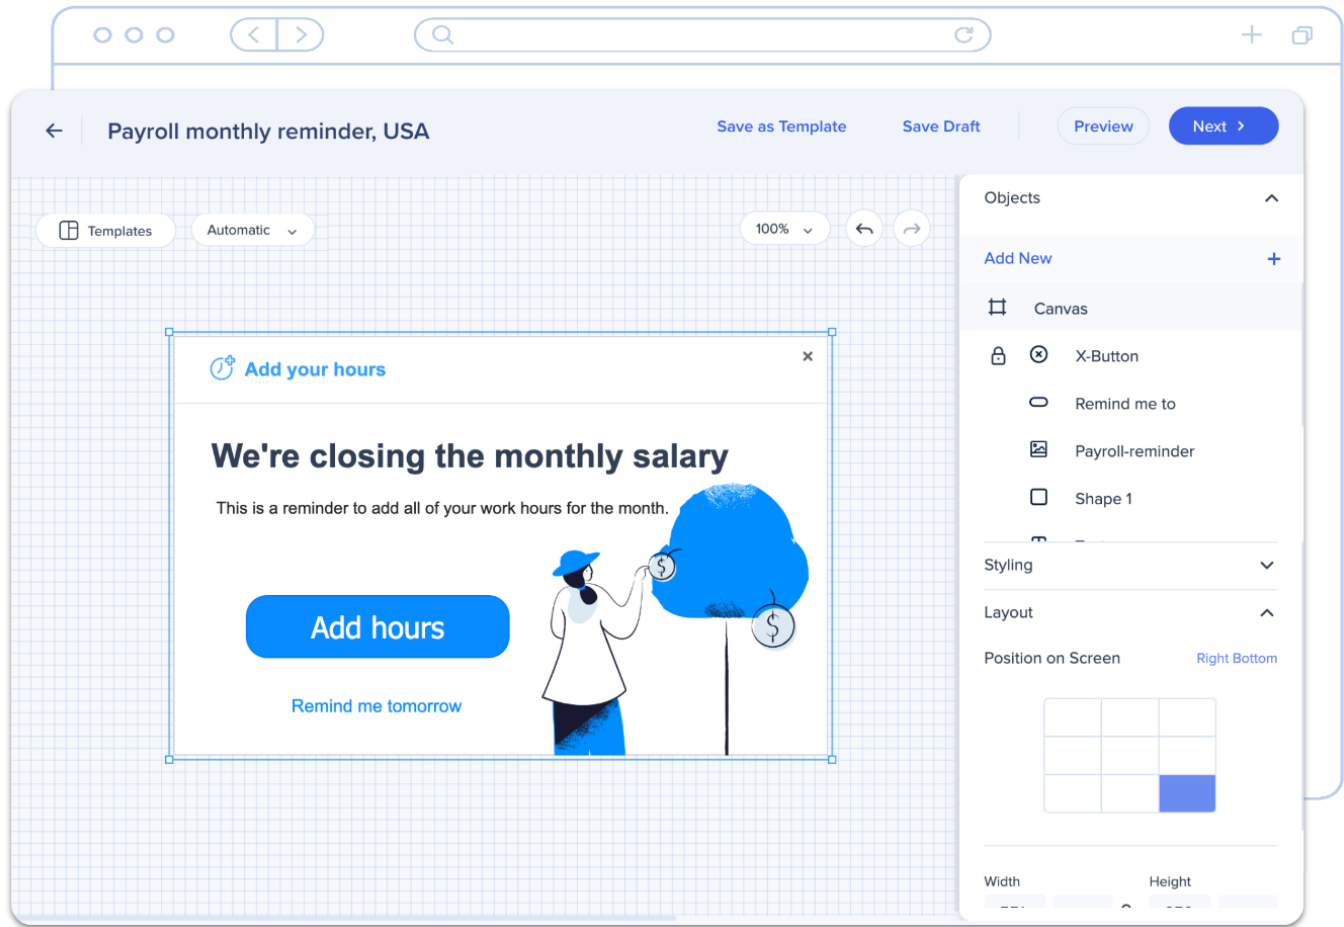 Payroll monthly reminder, USA
Save as Template
Save Draft
Preview
Next
Templates
Automatic
100%
Add your hours
We're closing the monthly salary
This is a reminder to add all of your work hours for the month.
$
$
Add hours
Remind me tomorrow
Objects
Add New
Canvas
X-Button
Remind me to
Payroll-reminder
Shape 1
Styling
Layout
Position on Screen
Right Bottom
Width
Height